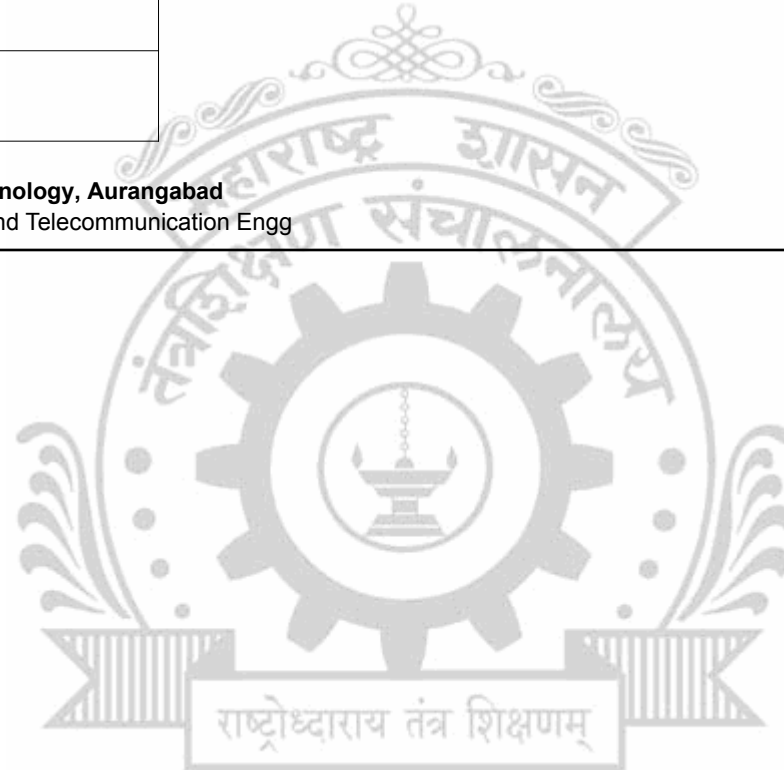 महाराष्ट्र शासन
nology, Aurangabad
nd Telecommunication Engg
तंत्रशिक्षण संचालनालय
राष्ट्रोध्दाराय तंत्र शिक्षणम्